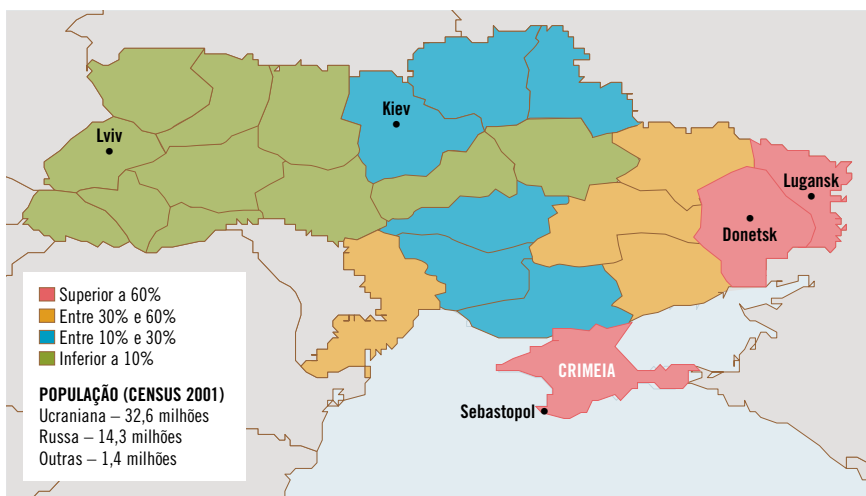 Kiev
Lviv
Lugansk
Donetsk
Superior a 60%
Entre 30% e 60%
Entre 10% e 30%
Inferior a 10%
CRIMEIA
POPULAÇÃO (CENSUS 2001)
Ucraniana – 32,6 milhões
Russa – 14,3 milhões
Outras – 1,4 milhões
Sebastopol